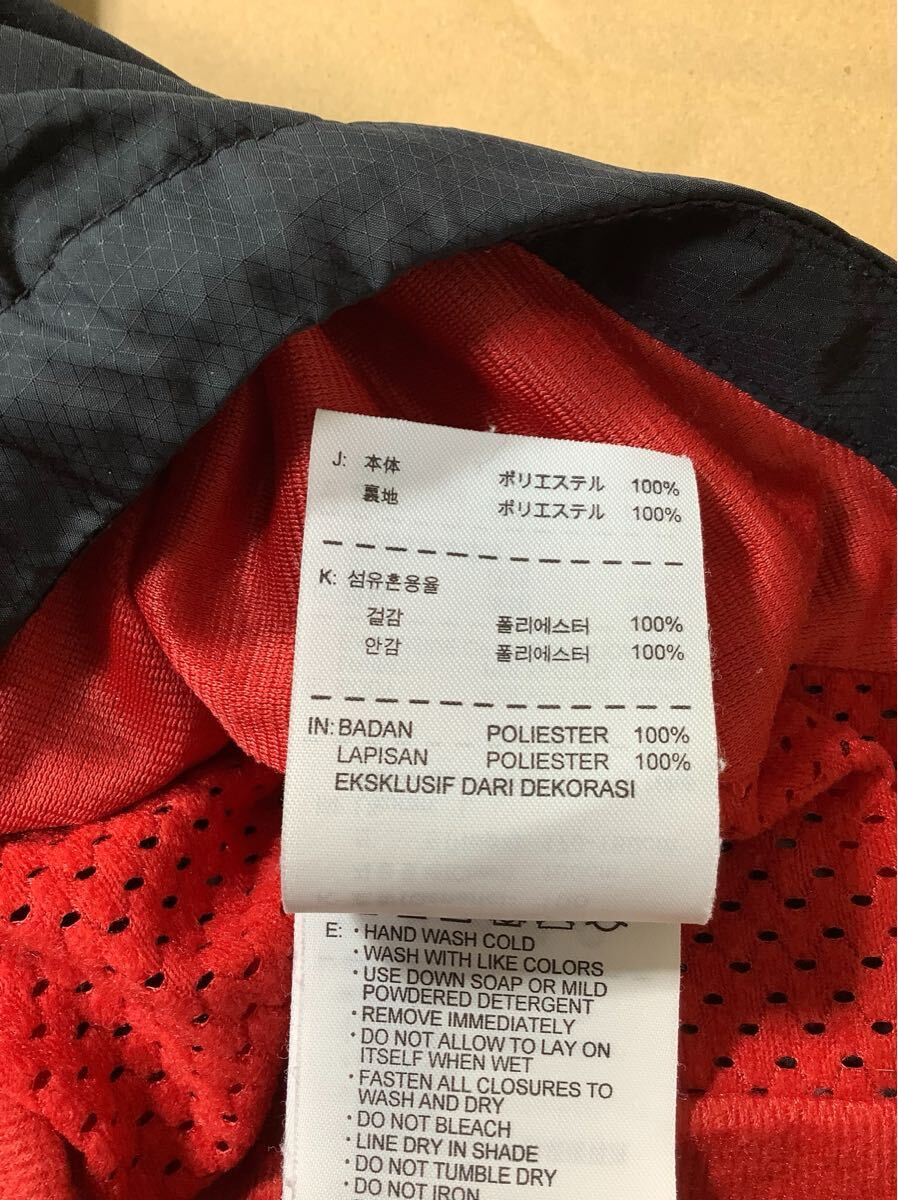 J: 本体 ポリエステル 100%
裏地 ポリエステル 100%
K: 섬유혼용율
겉감 폴리에스터 100%
안감 폴리에스터 100%
IN: BADAN POLIESTER 100%
LAPISAN POLIESTER 100%
EKSKLUSIF DARI DEKORASI
E: ・HAND WASH COLD
・WASH WITH LIKE COLORS
・USE DOWN SOAP OR MILD
POWDERED DETERGENT
・REMOVE IMMEDIATELY
・DO NOT ALLOW TO LAY ON
ITSELF WHEN WET
・FASTEN ALL CLOSURES TO
WASH AND DRY
・DO NOT BLEACH
・LINE DRY IN SHADE
・DO NOT TUMBLE DRY
・DO NOT IRON